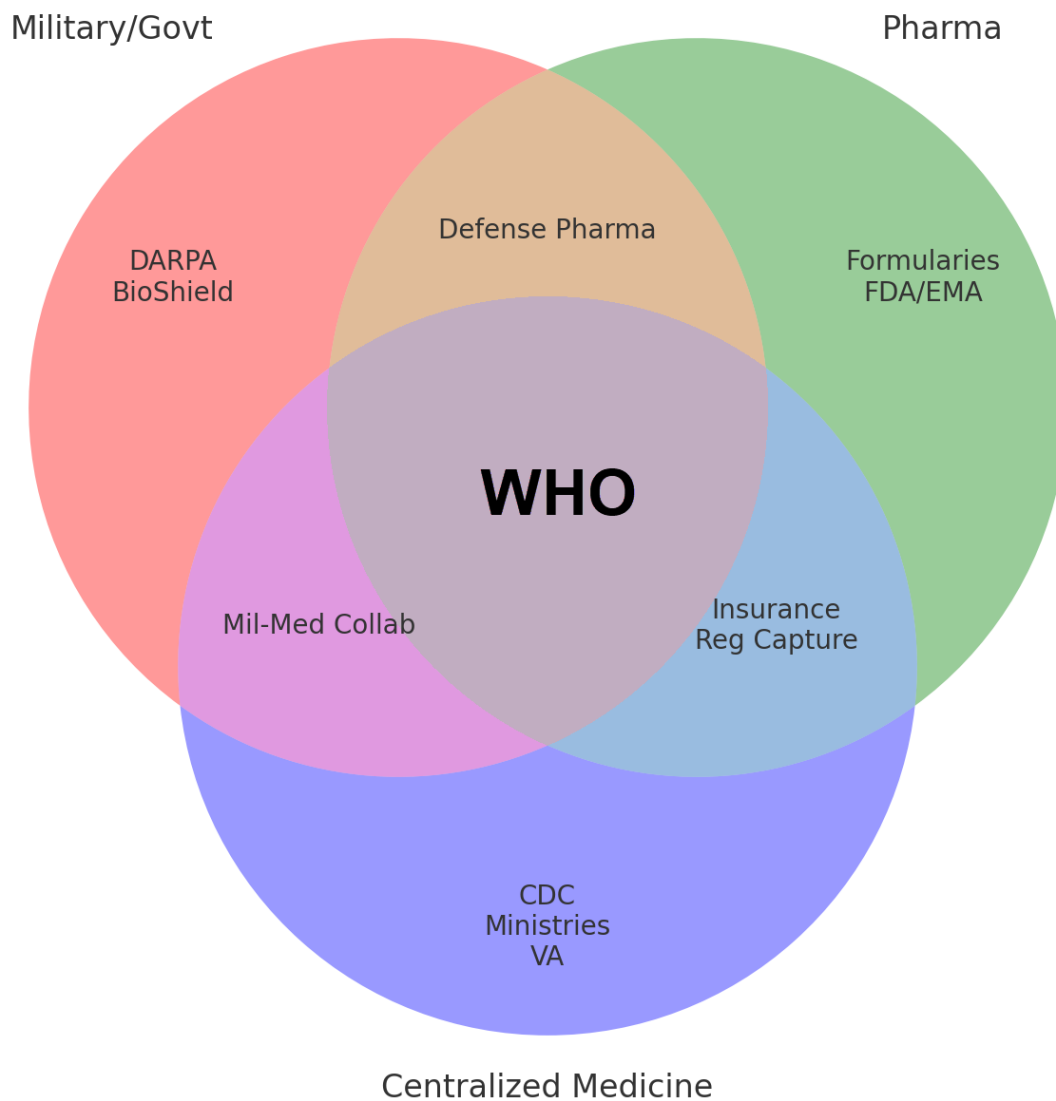 Military/Govt
Pharma
Defense Pharma
DARPA
BioShield
Formularies
FDA/EMA
WHO
Mil-Med Collab
Insurance
Reg Capture
CDC
Ministries
VA
Centralized Medicine